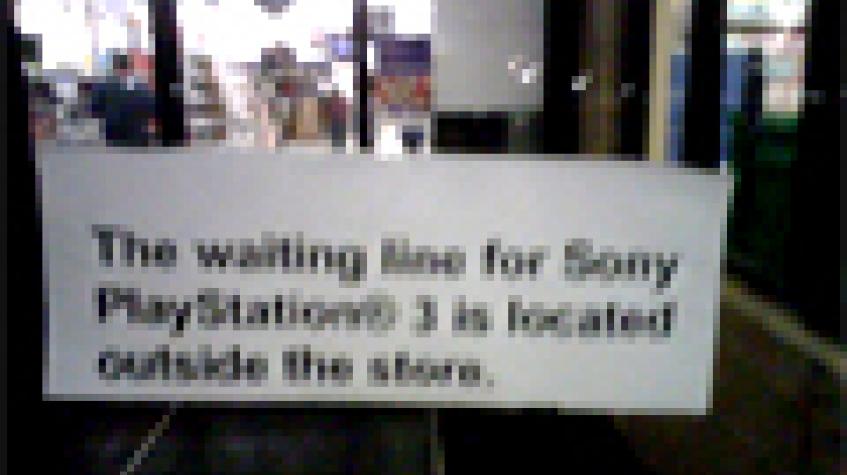 The waiting line for Sony
PlayStation® 3 is located
outside the store.